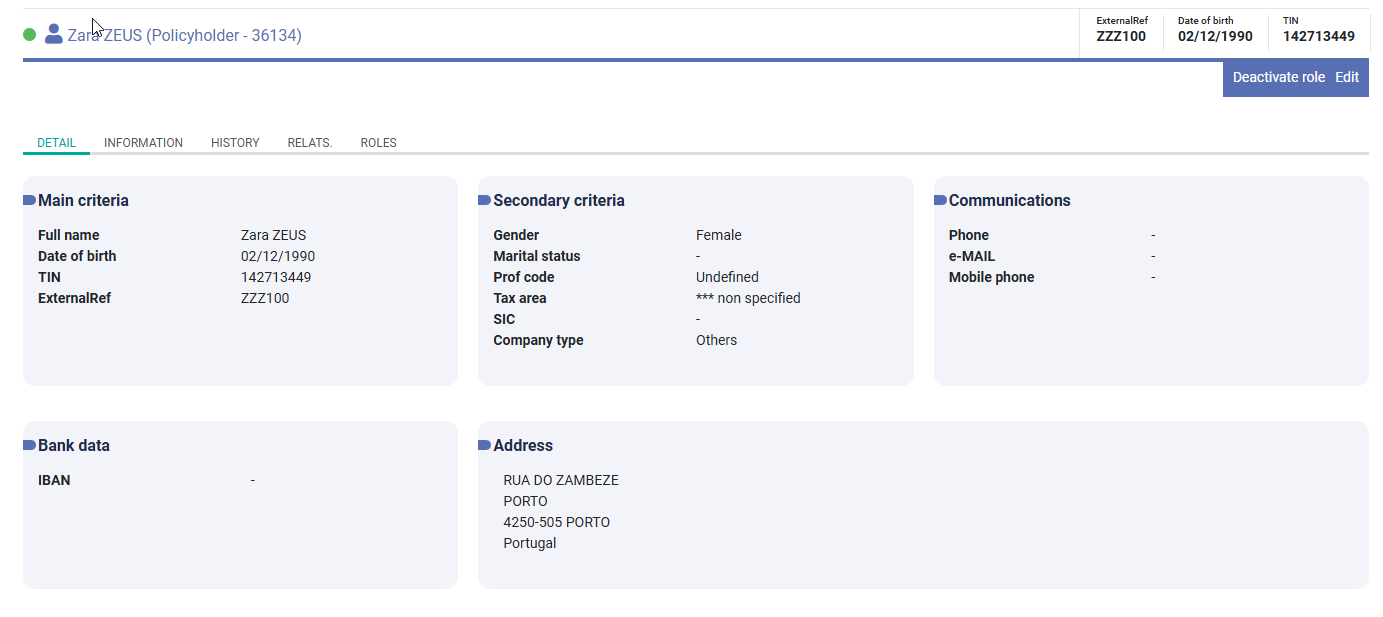 Zara ZEUS (Policyholder - 36134)
ExternalRef
ZZZ100
Date of birth
02/12/1990
TIN
142713449
Deactivate role Edit
DETAIL INFORMATION HISTORY RELATS. ROLES
Main criteria
Full name Zara ZEUS
Date of birth 02/12/1990
TIN 142713449
ExternalRef ZZZ100
Secondary criteria
Gender Female
Marital status -
Prof code Undefined
Tax area *** non specified
SIC -
Company type Others
Communications
Phone -
e-MAIL -
Mobile phone -
Bank data
IBAN -
Address
RUA DO ZAMBEZE
PORTO
4250-505 PORTO
Portugal